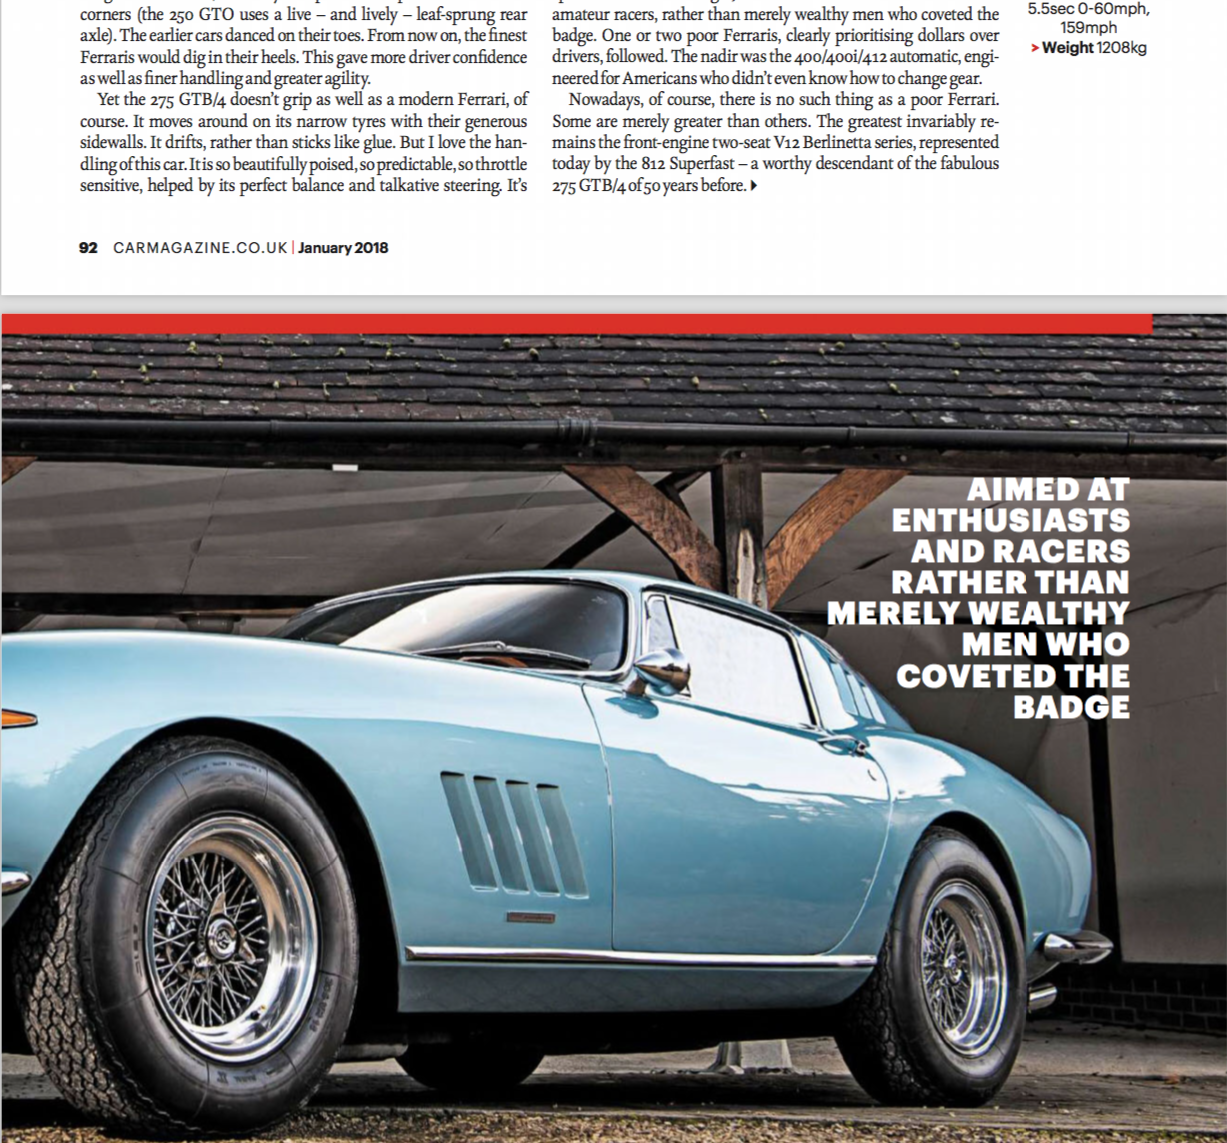 corners (the 250 GTO uses a live – and lively – leaf-sprung rear
axle). The earlier cars danced on their toes. From now on, the finest
Ferraris would dig in their heels. This gave more driver confidence
as well as finer handling and greater agility.
Yet the 275 GTB/4 doesn't grip as well as a modern Ferrari, of
course. It moves around on its narrow tyres with their generous
sidewalls. It drifts, rather than sticks like glue. But I love the han-
dling of this car. It is so beautifully poised, so predictable, so throttle
sensitive, helped by its perfect balance and talkative steering. It's
amateur racers, rather than merely wealthy men who coveted the
badge. One or two poor Ferraris, clearly prioritising dollars over
drivers, followed. The nadir was the 400/400i/412 automatic, engi-
neered for Americans who didn't even know how to change gear.
Nowadays, of course, there is no such thing as a poor Ferrari.
Some are merely greater than others. The greatest invariably re-
mains the front-engine two-seat V12 Berlinetta series, represented
today by the 812 Superfast – a worthy descendant of the fabulous
275 GTB/4 of 50 years before.
5.5sec 0-60mph,
159mph
> Weight 1208kg
92 CARMAGAZINE.CO.UK | January 2018
AIMED AT
ENTHUSIASTS
AND RACERS
RATHER THAN
MERELY WEALTHY
MEN WHO
COVETED THE
BADGE